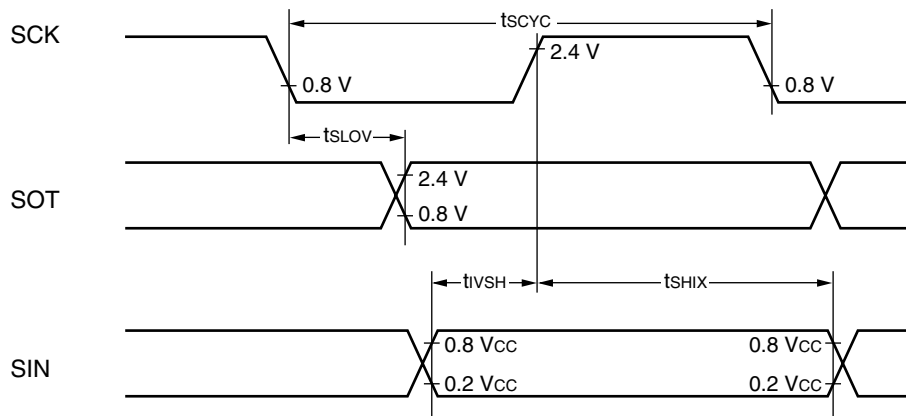 tSCYC
SCK
2.4 V
0.8 V
0.8 V
tSLOV
2.4 V
SOT
0.8 V
tIVSH
tSHIX
0.8 VCC
0.8 VCC
SIN
0.2 VCC
0.2 VCC